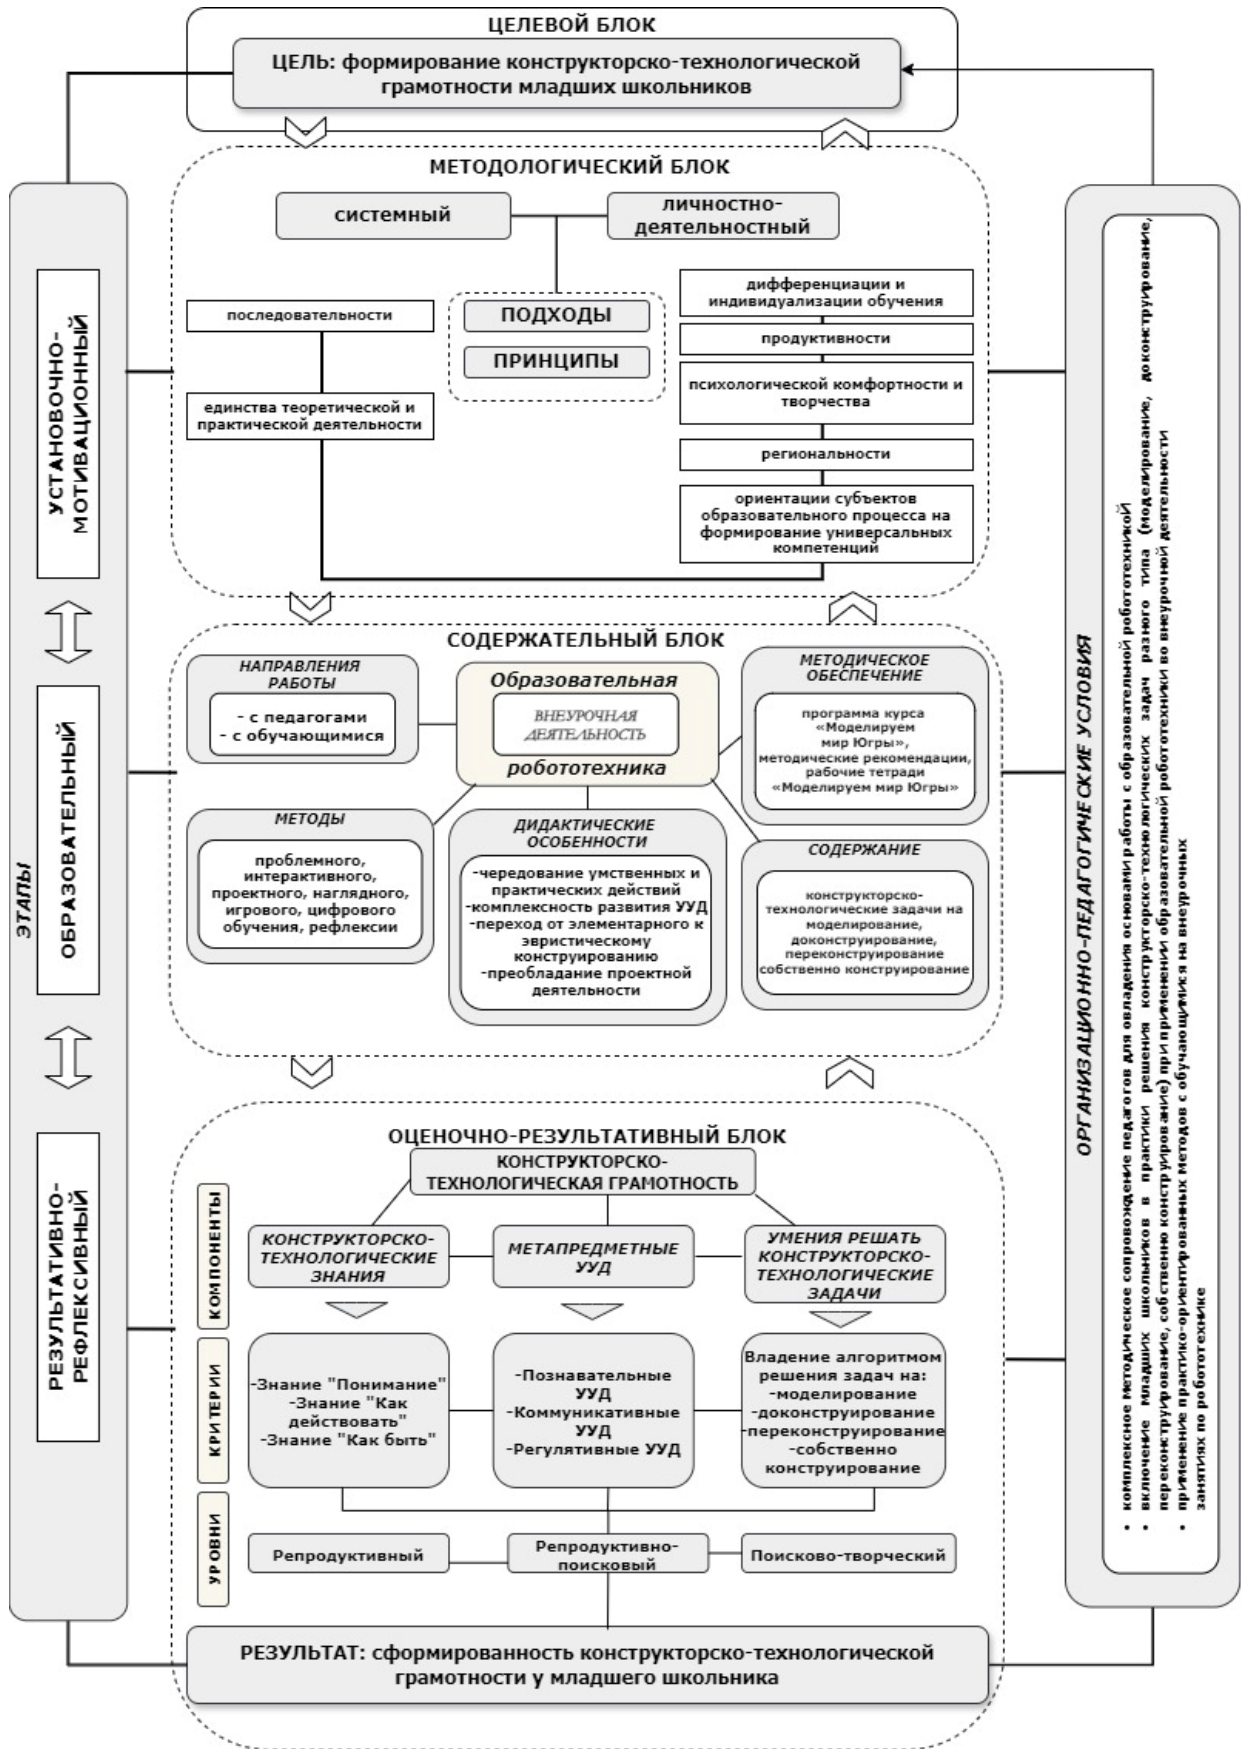 ЦЕЛЕВОЙ БЛОК
ЦЕЛЬ: формирование конструкторско-технологической
грамотности младших школьников
МЕТОДОЛОГИЧЕСКИЙ БЛОК
системный
личностно-
деятельностный
ПОДХОДЫ
ПРИНЦИПЫ
последовательности
единства теоретической и
практической деятельности
дифференциации и
индивидуализации обучения
продуктивности
психологической комфортности и
творчества
региональности
ориентации субъектов
образовательного процесса на
формирование универсальных
компетенций
СОДЕРЖАТЕЛЬНЫЙ БЛОК
НАПРАВЛЕНИЯ
РАБОТЫ
- с педагогами
- с обучающимися
Образовательная
ВНЕУРОЧНАЯ
ДЕЯТЕЛЬНОСТЬ
робототехника
МЕТОДИЧЕСКОЕ
ОБЕСПЕЧЕНИЕ
программа курса
«Моделируем
мир Югры»,
методические рекомендации,
рабочие тетради
«Моделируем мир Югры»
МЕТОДЫ
проблемного,
интерактивного,
проектного, наглядного,
игрового, цифрового
обучения, рефлексии
ДИДАКТИЧЕСКИЕ
ОСОБЕННОСТИ
-чередование умственных и
практических действий
-комплексность развития УУД
-переход от элементарного к
эвристическому
конструированию
-преобладание проектной
деятельности
СОДЕРЖАНИЕ
конструкторско-
технологические задачи на
моделирование,
доконструирование,
переконструирование
собственно конструирование
ОЦЕНОЧНО-РЕЗУЛЬТАТИВНЫЙ БЛОК
КОНСТРУКТОРСКО-
ТЕХНОЛОГИЧЕСКАЯ ГРАМОТНОСТЬ
КОМПОНЕНТЫ
КОНСТРУКТОРСКО-
ТЕХНОЛОГИЧЕСКИЕ
ЗНАНИЯ
МЕТАПРЕДМЕТНЫЕ
УУД
УМЕНИЯ РЕШАТЬ
КОНСТРУКТОРСКО-
ТЕХНОЛОГИЧЕСКИЕ
ЗАДАЧИ
КРИТЕРИИ
-Знание "Понимание"
-Знание "Как
действовать"
-Знание "Как быть"
-Познавательные
УУД
-Коммуникативные
УУД
-Регулятивные УУД
Владение алгоритмом
решения задач на:
-моделирование
-доконструирование
-переконструирование
-собственно
конструирование
УРОВНИ
Репродуктивный
Репродуктивно-
поисковый
Поисково-творческий
РЕЗУЛЬТАТ: сформированность конструкторско-технологической
грамотности у младшего школьника
ЭТАПЫ
УСТАНОВОЧНО-
МОТИВАЦИОННЫЙ
ОБРАЗОВАТЕЛЬНЫЙ
РЕЗУЛЬТАТИВНО-
РЕФЛЕКСИВНЫЙ
ОРГАНИЗАЦИОННО-ПЕДАГОГИЧЕСКИЕ УСЛОВИЯ
• комплексное методическое сопровождение педагогов для овладения основами работы с образовательной робототехникой
• включение младших школьников в практики решения конструкторско-технологических задач разного типа (моделирование, доконструирование,
переконструирование, собственно конструирование) при применении образовательной робототехники во внеурочной деятельности
• применение практико-ориентированных методов с обучающимися на внеурочных
занятиях по робототехнике